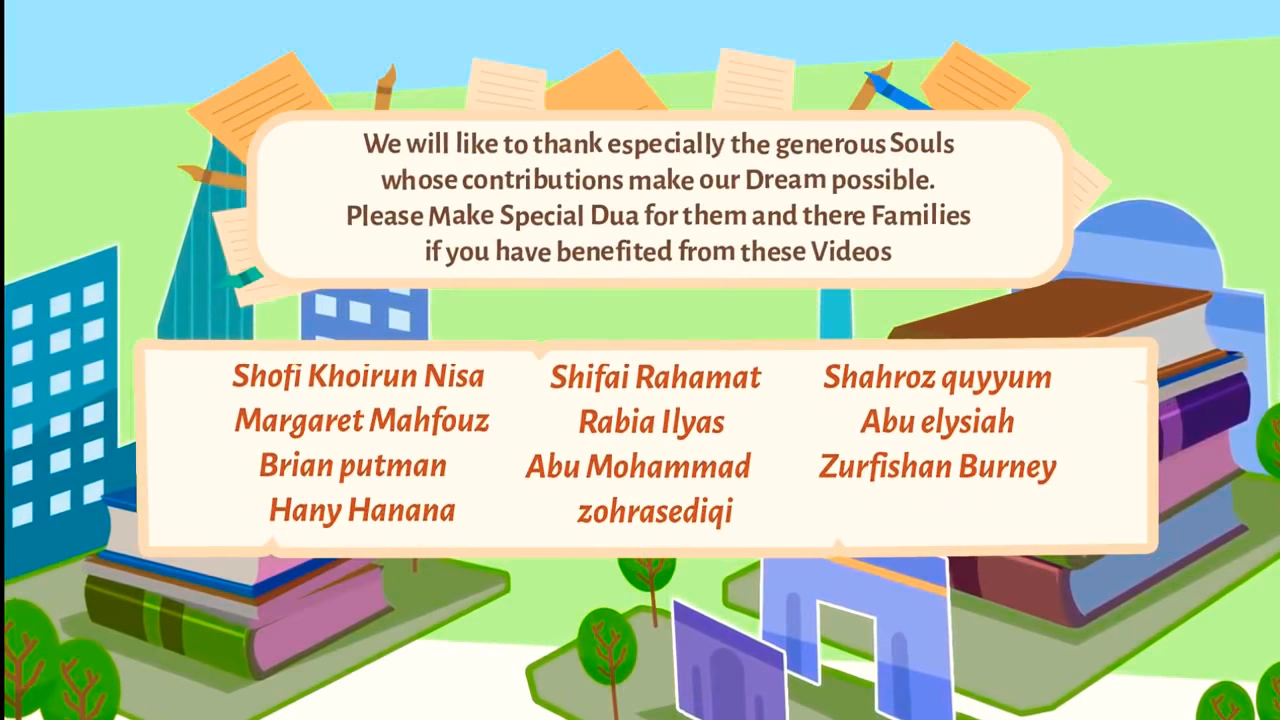 We will like to thank especially the generous Souls
whose contributions make our Dream possible.
Please Make Special Dua for them and there Families
if you have benefited from these Videos
Shofi Khoirun Nisa
Margaret Mahfouz
Brian putman
Hany Hanana
Shifai Rahamat
Rabia Ilyas
Abu Mohammad
zohrasediqi
Shahroz quyyum
Abu elysiah
Zurfishan Burney